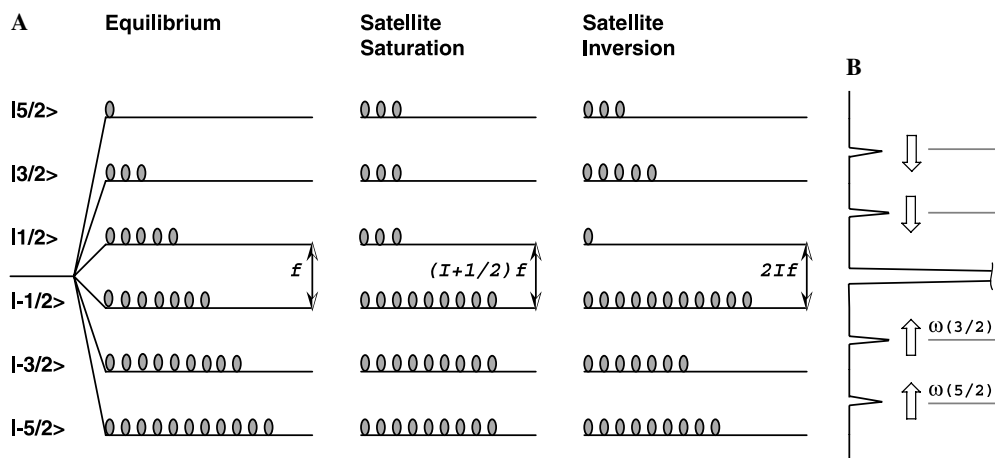 A
Equilibrium
Satellite
Saturation
Satellite
Inversion
B
|5/2>
|3/2>
|1/2>
|-1/2>
|-3/2>
|-5/2>
f
(I+1/2)f
2If
ω(3/2)
ω(5/2)